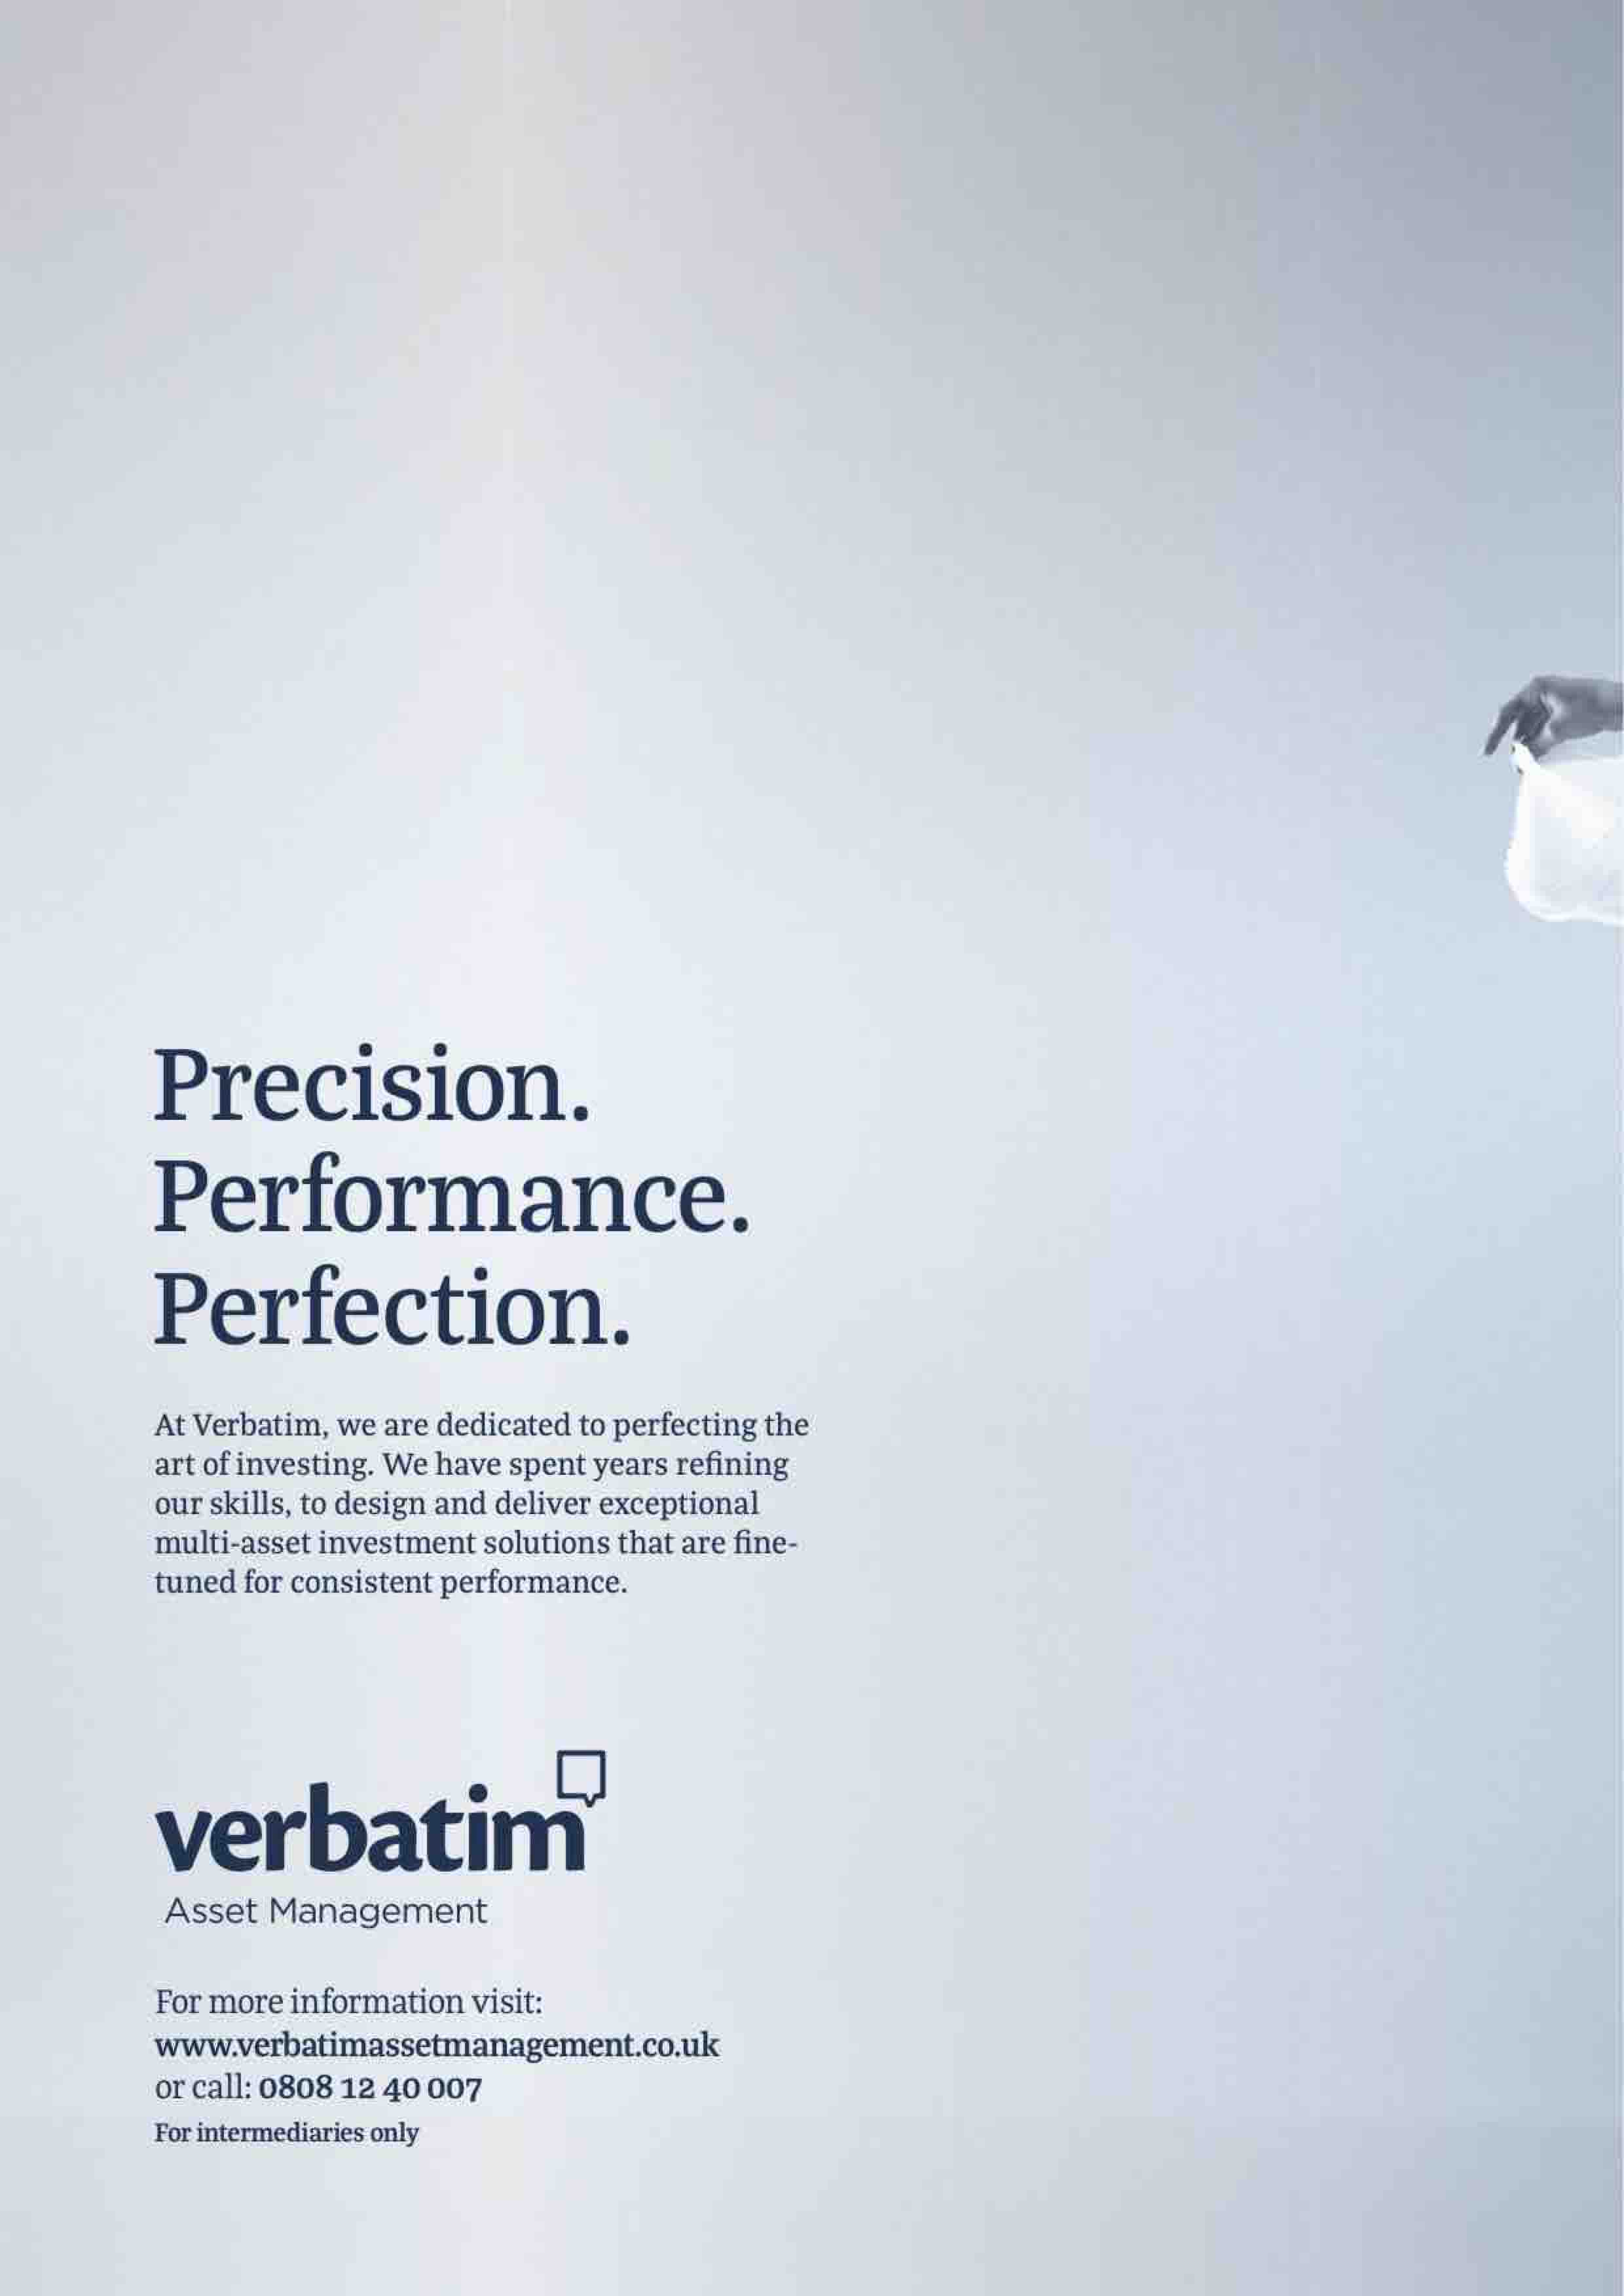 Precision.
Performance.
Perfection.
At Verbatim, we are dedicated to perfecting the
art of investing. We have spent years refining
our skills, to design and deliver exceptional
multi-asset investment solutions that are fine-
tuned for consistent performance.
verbatim
Asset Management
For more information visit:
www.verbatimassetmanagement.co.uk
or call: 0808 12 40 007
For intermediaries only